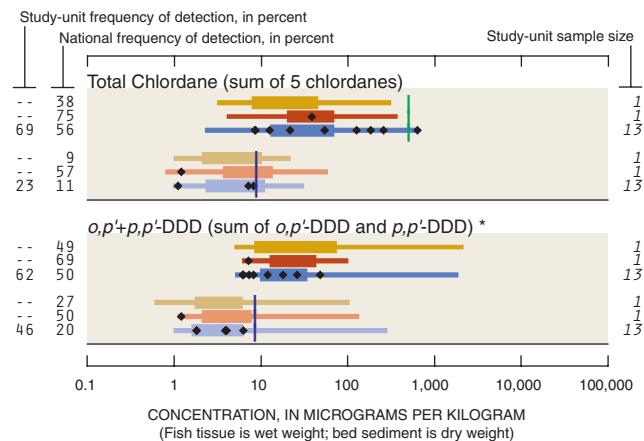 Study-unit frequency of detection, in percent
National frequency of detection, in percent
Study-unit sample size
Total Chlordane (sum of 5 chlordanes)
-- 38 1
-- 75 1
69 56 13
-- 9 1
-- 57 1
23 11 13
o,p'+p,p'-DDD (sum of o,p'-DDD and p,p'-DDD) *
-- 49 1
-- 69 1
62 50 13
-- 27 1
-- 50 1
46 20 13
0.1 1 10 100 1,000 10,000 100,000
CONCENTRATION, IN MICROGRAMS PER KILOGRAM
(Fish tissue is wet weight; bed sediment is dry weight)